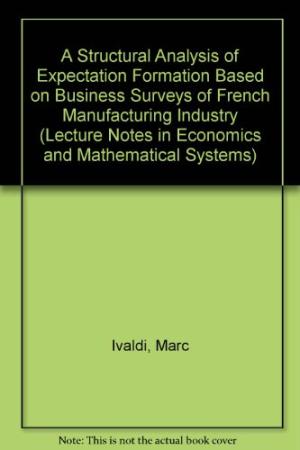 A Structural Analysis of
Expectation Formation Based
on Business Surveys of French
Manufacturing Industry
(Lecture Notes in Economics
and Mathematical Systems)
Ivaldi, Marc
Note: This is not the actual book cover